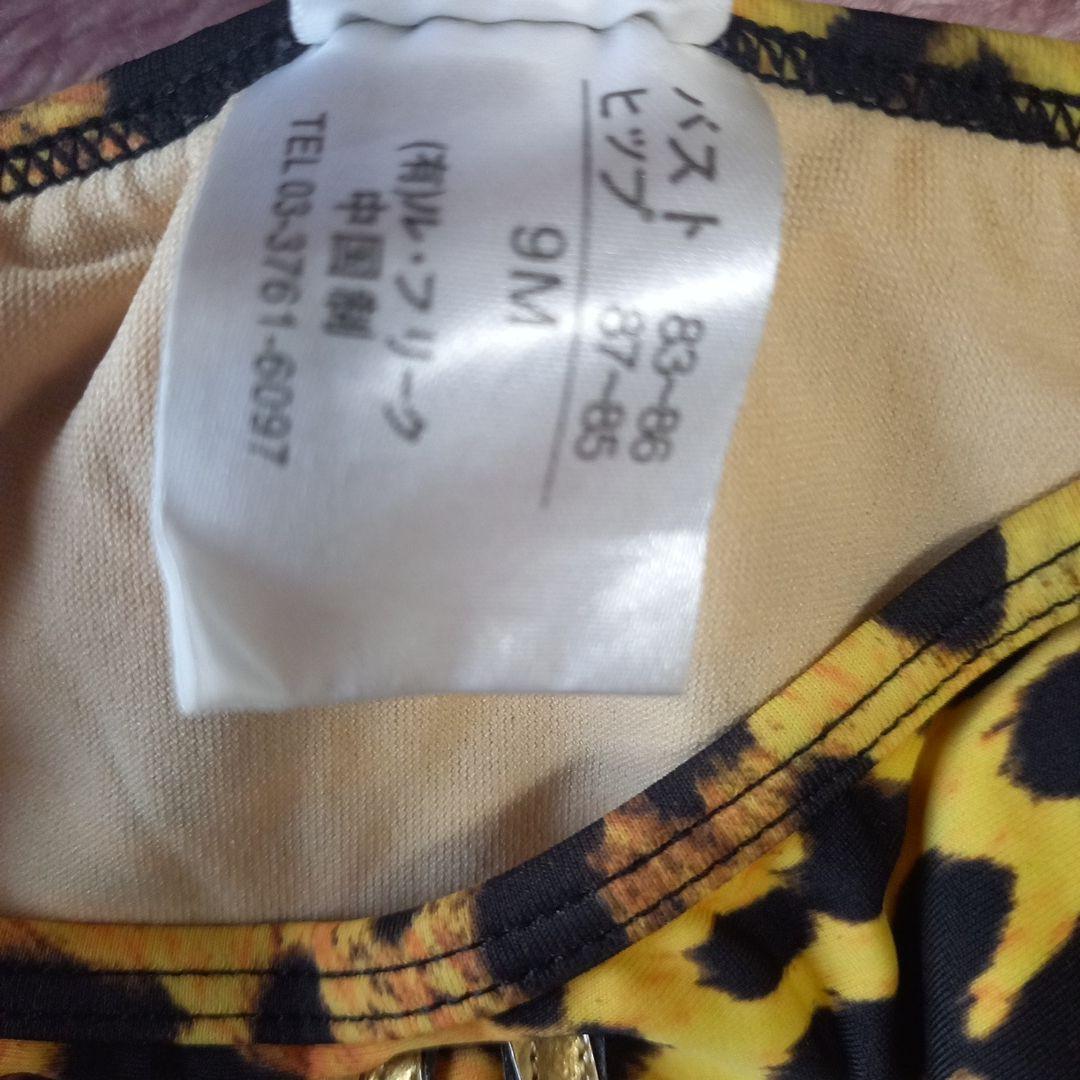 バスト 83~86
ヒップ 87~85
9M
(有)ル・フリーク
中国制
TEL 03-3761-6097